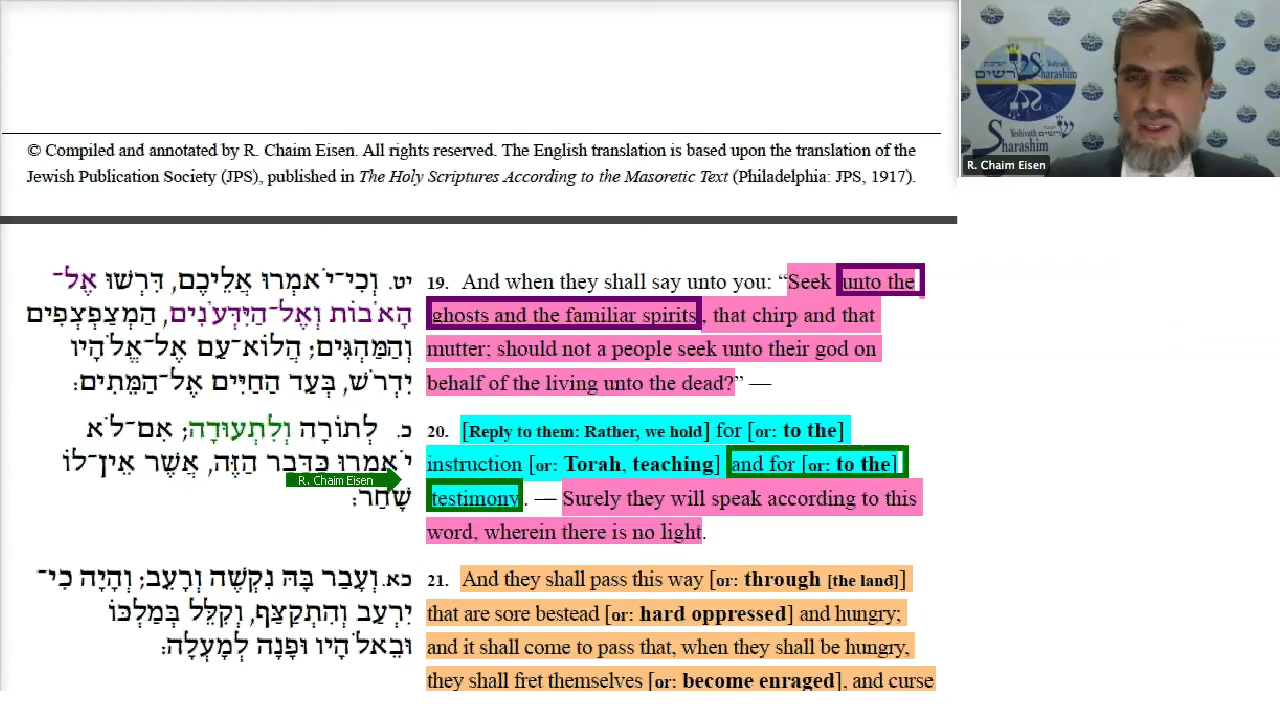 ישיבת
שרשים
Yeshivath
Sharashim
Yeshivath שרשים
Sharashim
R. Chaim Eisen
© Compiled and annotated by R. Chaim Eisen. All rights reserved. The English translation is based upon the translation of the
Jewish Publication Society (JPS), published in The Holy Scriptures According to the Masoretic Text (Philadelphia: JPS, 1917).
יט. וְכִי־יֹאמְרוּ אֲלֵיכֶם, דִּרְשׁוּ אֶל־
הָאֹבוֹת וְאֶל־הַיִּדְּעֹנִים, הַמְצַפְצְפִים
וְהַמַּהְגִּים; הֲלוֹא־עַם אֶל־אֱלֹהָיו
יִדְרֹשׁ, בְּעַד הַחַיִּים אֶל־הַמֵּתִים:
19. And when they shall say unto you: “Seek unto the
ghosts and the familiar spirits, that chirp and that
mutter; should not a people seek unto their god on
behalf of the living unto the dead?” —
כ. לְתוֹרָה וְלִתְעוּדָה; אִם־לֹא
יֹאמְרוּ כַּדָּבָר הַזֶּה, אֲשֶׁר אֵין־לוֹ
R. Chaim Eisen
שָׁחַר:
20. [Reply to them: Rather, we hold] for [or: to the]
instruction [or: Torah, teaching] and for [or: to the]
testimony. — Surely they will speak according to this
word, wherein there is no light.
כא. וְעָבַר בָּהּ נִקְשֶׁה וְרָעֵב; וְהָיָה כִי־
יִרְעַב וְהִתְקַצַּף, וְקִלֵּל בְּמַלְכּוֹ
וּבֵאלֹהָיו וּפָנָה לְמָעְלָה:
21. And they shall pass this way [or: through [the land]]
that are sore bestead [or: hard oppressed] and hungry;
and it shall come to pass that, when they shall be hungry,
they shall fret themselves [or: become enraged], and curse